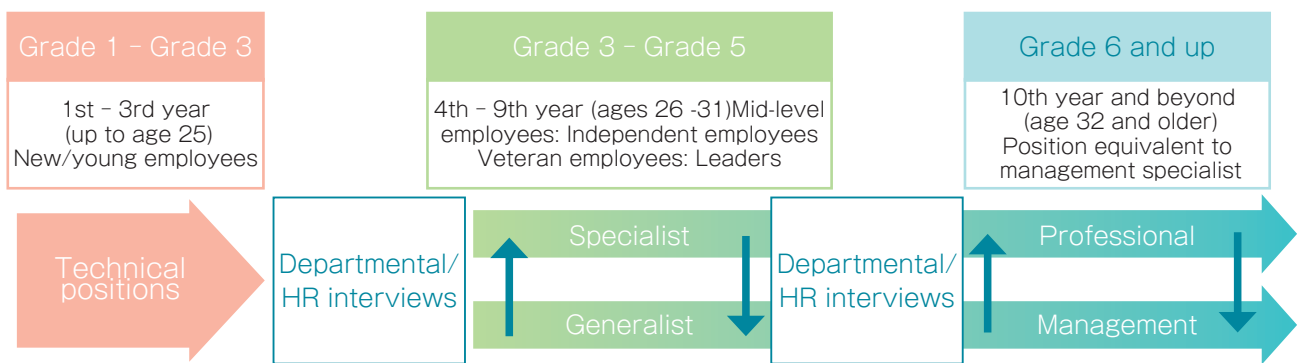 Grade 1 – Grade 3
1st – 3rd year
(up to age 25)
New/young employees
Grade 3 – Grade 5
4th – 9th year (ages 26 -31)Mid-level
employees: Independent employees
Veteran employees: Leaders
Grade 6 and up
10th year and beyond
(age 32 and older)
Position equivalent to
management specialist
Technical
positions
Departmental/
HR interviews
Specialist
Generalist
Departmental/
HR interviews
Professional
Management